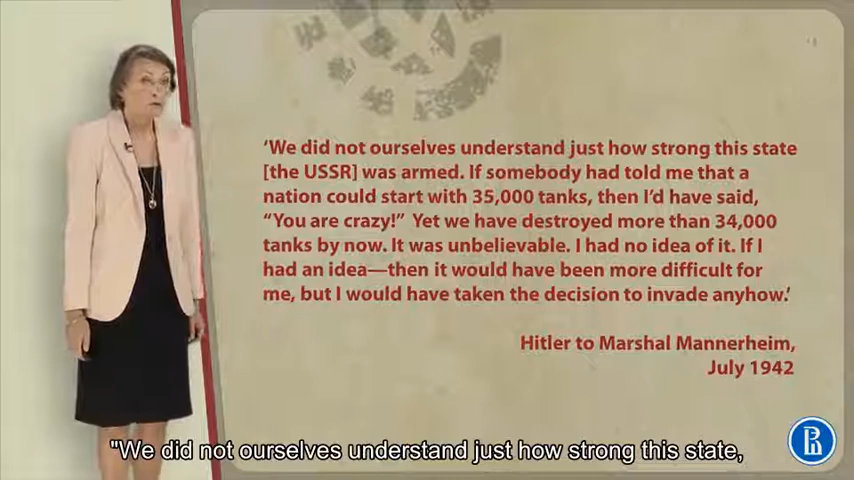 'We did not ourselves understand just how strong this state
[the USSR] was armed. If somebody had told me that a
nation could start with 35,000 tanks, then I'd have said,
"You are crazy!" Yet we have destroyed more than 34,000
tanks by now. It was unbelievable. I had no idea of it. If I
had an idea—then it would have been more difficult for
me, but I would have taken the decision to invade anyhow.'
Hitler to Marshal Mannerheim,
July 1942
"We did not ourselves understand just how strong this state,